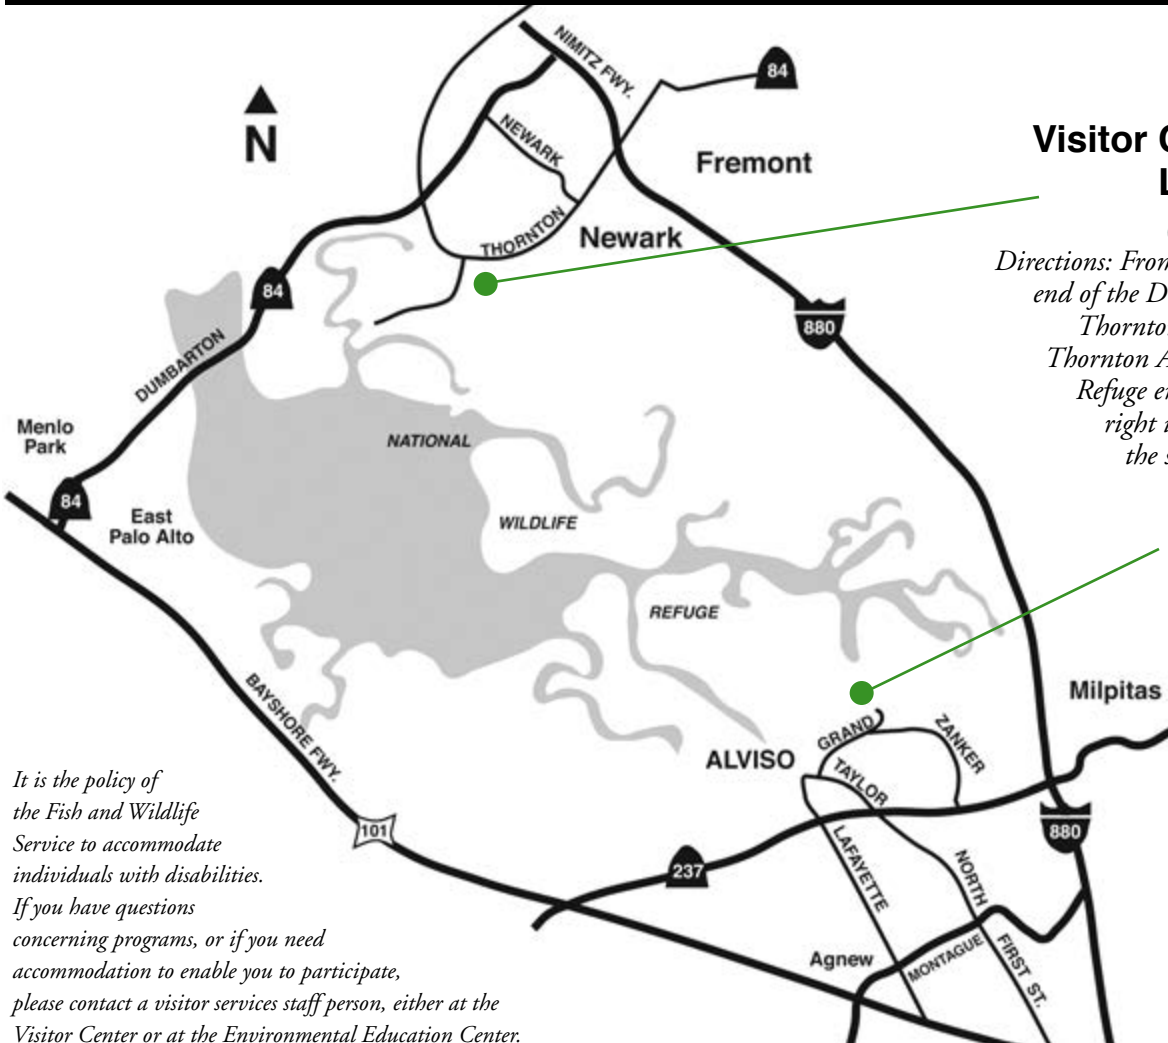 NIMITZ FWY.
84
N
NEWARK
Fremont
THORNTON
Newark
84
880
DUMBARTON
Menlo
Park
NATIONAL
84
East
Palo Alto
WILDLIFE
REFUGE
BAYSHORE FWY.
Milpitas
ALVISO
GRAND
ZANKER
TAYLOR
101
237
880
LAFAYETTE
NORTH
FIRST ST.
Agnew
MONTAGUE
Visitor
Directions: From
end of the
Thornton
Thornton
Refuge
right
the
It is the policy of
the Fish and Wildlife
Service to accommodate
individuals with disabilities.
If you have questions
concerning programs, or if you need
accommodation to enable you to participate,
please contact a visitor services staff person, either at the
Visitor Center or at the Environmental Education Center.